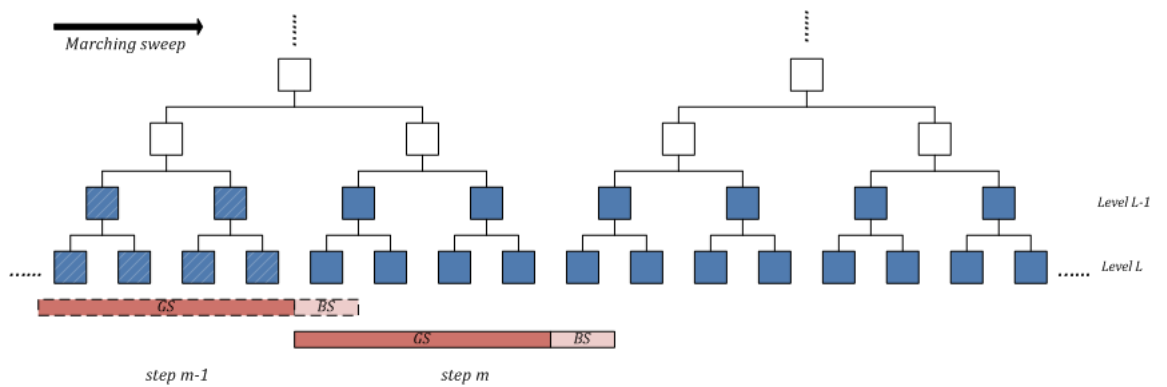 Marching sweep
Level L-1
...... Level L ......
GS BS
GS BS
step m-1 step m